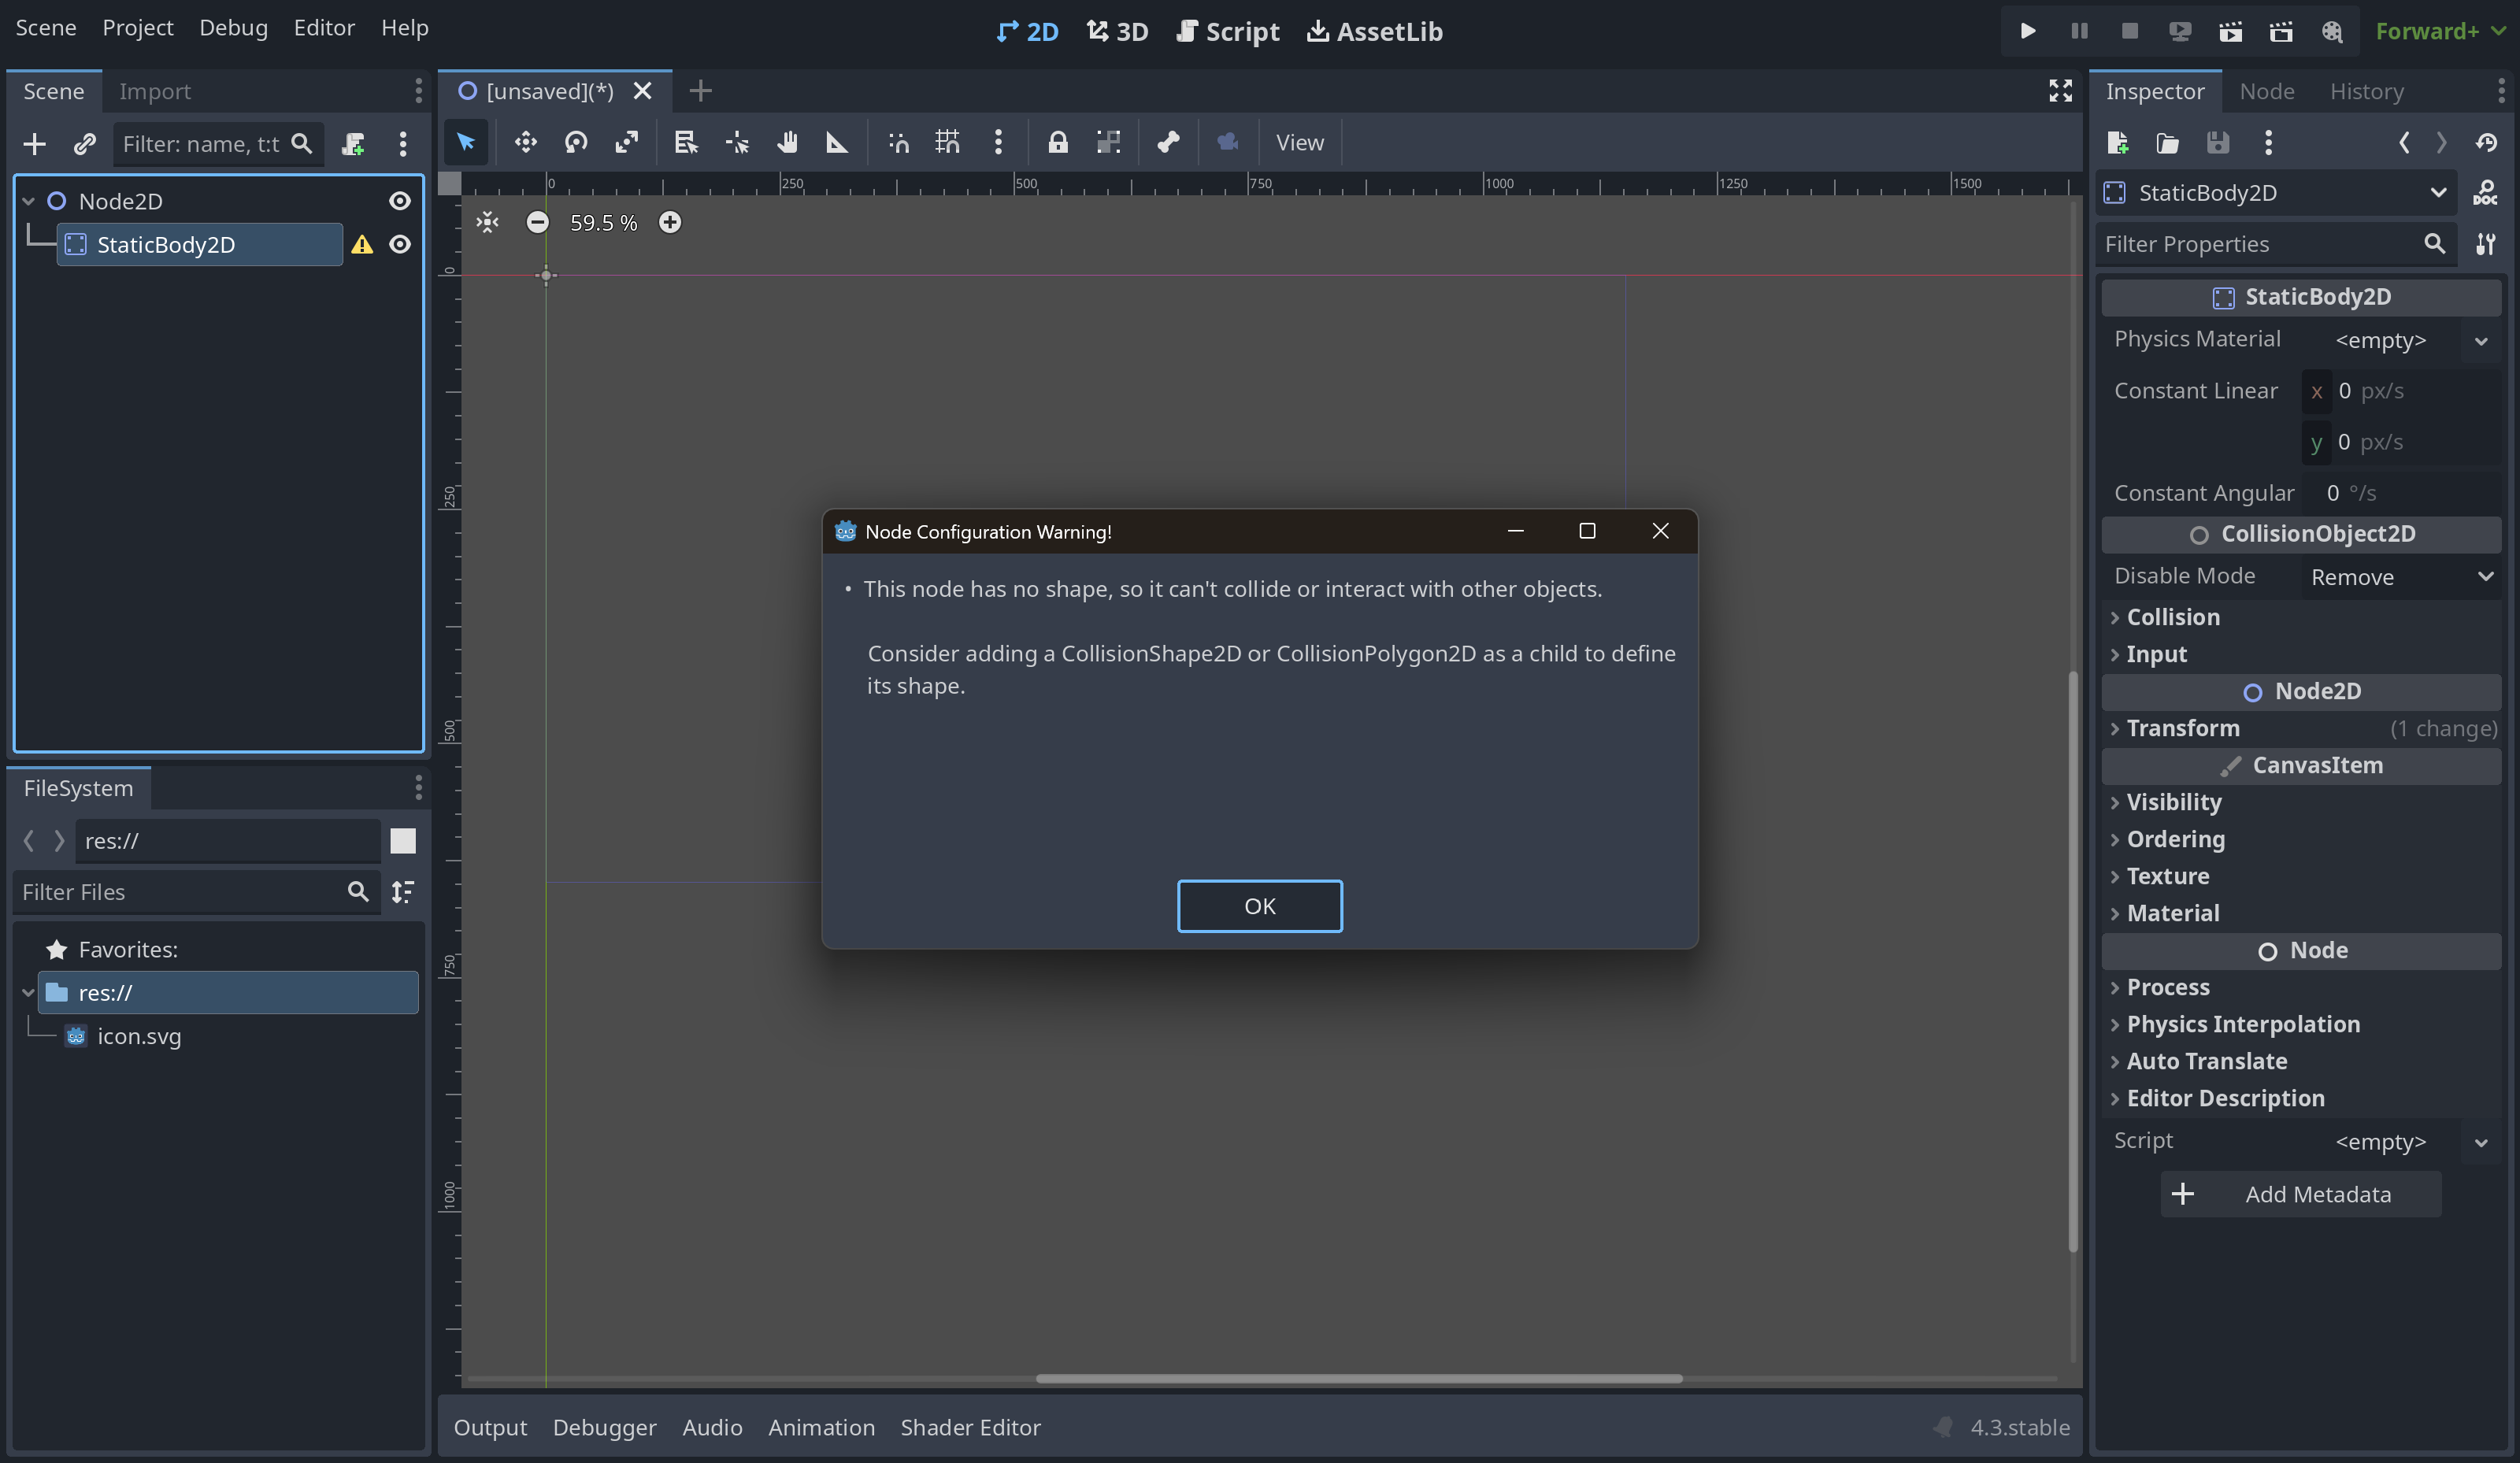 Scene Project Debug Editor Help
2D 3D Script AssetLib
Forward+
Scene Import
Filter: name, t:t
Node2D
StaticBody2D
FileSystem
res://
Filter Files
Favorites:
res://
icon.svg
[unsaved](*)
View
0 250 500 750 1000 1250 1500
59.5 %
0
250
500
750
1000
Node Configuration Warning!
• This node has no shape, so it can't collide or interact with other objects.
Consider adding a CollisionShape2D or CollisionPolygon2D as a child to define
its shape.
OK
Output Debugger Audio Animation Shader Editor
4.3.stable
Inspector Node History
StaticBody2D
DOC
Filter Properties
StaticBody2D
Physics Material <empty>
Constant Linear x 0 px/s
y 0 px/s
Constant Angular 0 °/s
CollisionObject2D
Disable Mode Remove
Collision
Input
Node2D
Transform (1 change)
CanvasItem
Visibility
Ordering
Texture
Material
Node
Process
Physics Interpolation
Auto Translate
Editor Description
Script <empty>
Add Metadata